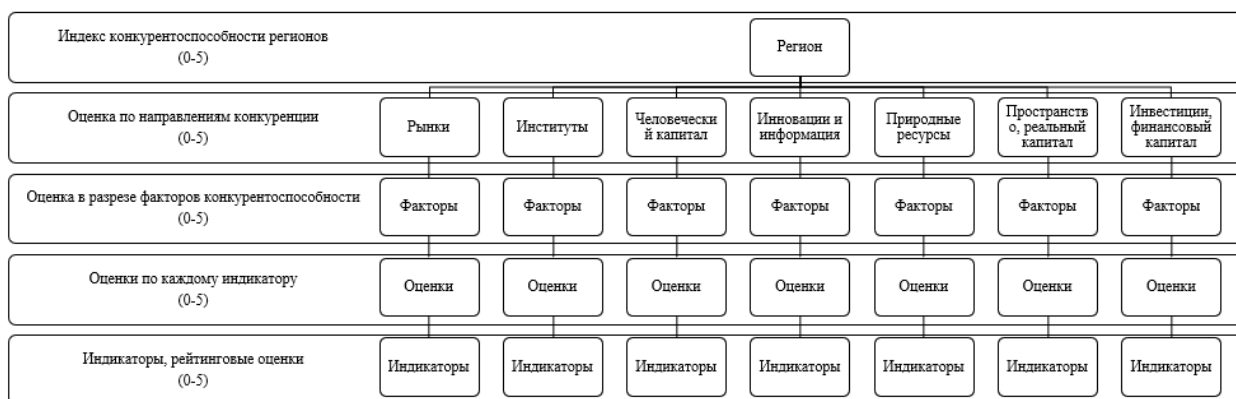 Индекс конкурентоспособности регионов
(0-5)
Регион
Оценка по направлениям конкуренции
(0-5)
Рынки
Институты
Человечески
й капитал
Инновации и
информация
Природные
ресурсы
Пространств
о, реальный
капитал
Инвестиции,
финансовый
капитал
Оценка в разрезе факторов конкурентоспособности
(0-5)
Факторы
Факторы
Факторы
Факторы
Факторы
Факторы
Факторы
Оценки по каждому индикатору
(0-5)
Оценки
Оценки
Оценки
Оценки
Оценки
Оценки
Оценки
Индикаторы, рейтинговые оценки
(0-5)
Индикаторы
Индикаторы
Индикаторы
Индикаторы
Индикаторы
Индикаторы
Индикаторы